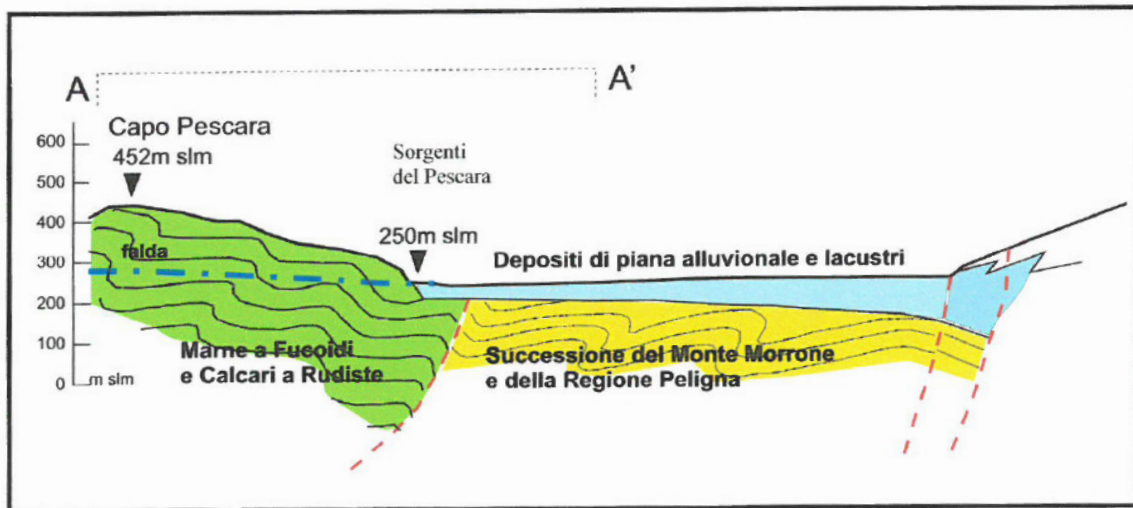 A
A'
Capo Pescara
452m slm
Sorgenti
del Pescara
250m slm
600
500
400
300
200
100
0
m slm
falda
Depositi di piana alluvionale e lacustri
Marne a Fucoidi
e Calcari a Rudiste
Successione del Monte Morrone
e della Regione Peligna